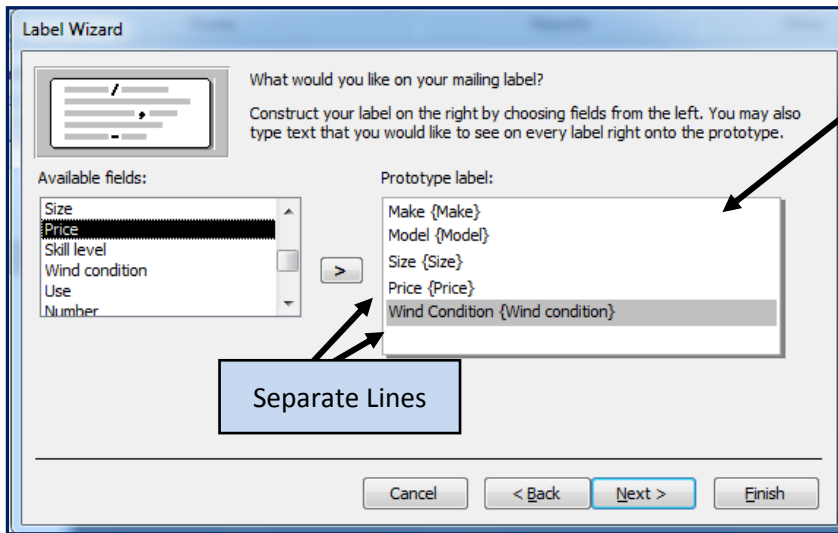 Label Wizard
What would you like on your mailing label?
Construct your label on the right by choosing fields from the left. You may also
type text that you would like to see on every label right onto the prototype.
Available fields:
Size
Price
Skill level
Wind condition
Use
Number
>
Prototype label:
Make {Make}
Model {Model}
Size {Size}
Price {Price}
Wind Condition {Wind condition}
Separate Lines
Cancel
< Back
Next >
Finish